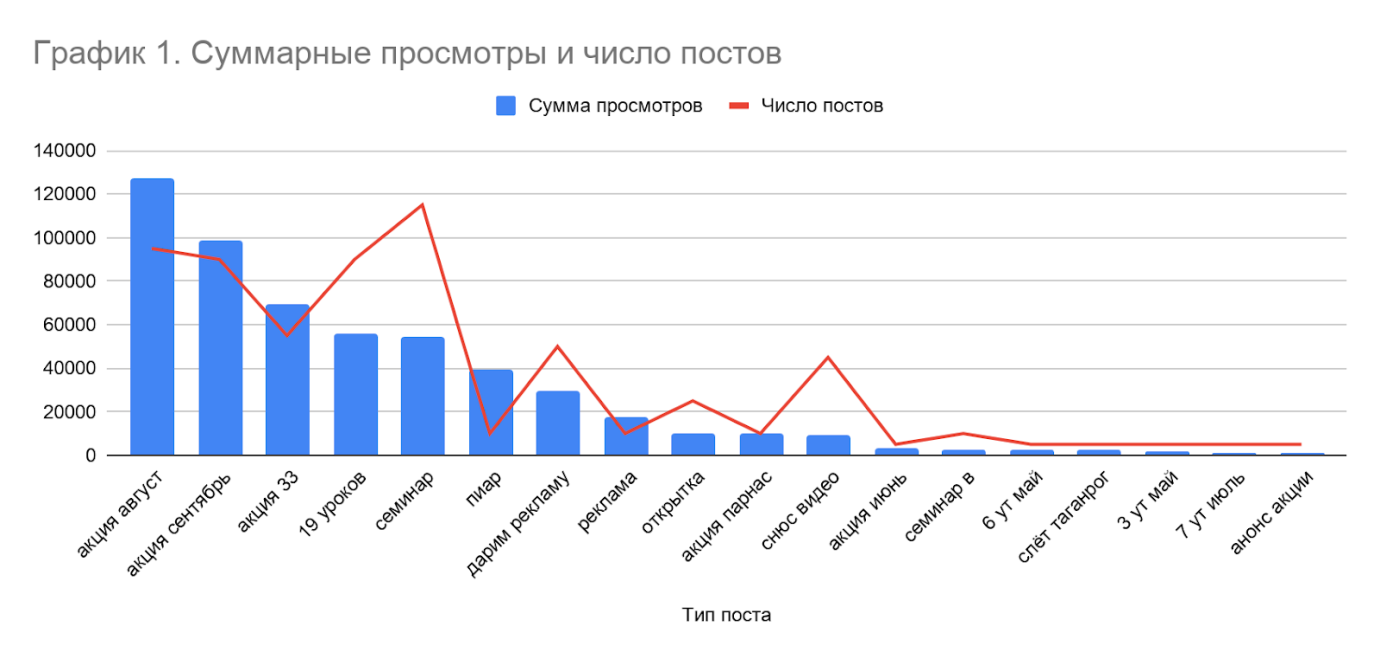 График 1. Суммарные просмотры и число постов
Сумма просмотров Число постов
140000
120000
100000
80000
60000
40000
20000
0
акция август
акция сентябрь
акция 33
19 уроков
семинар
пиар
дарим рекламу
реклама
открытка
акция парнас
снюс видео
акция июнь
семинар в
6 ут май
слёт таганрог
3 ут май
7 ут июль
анонс акции
Тип поста